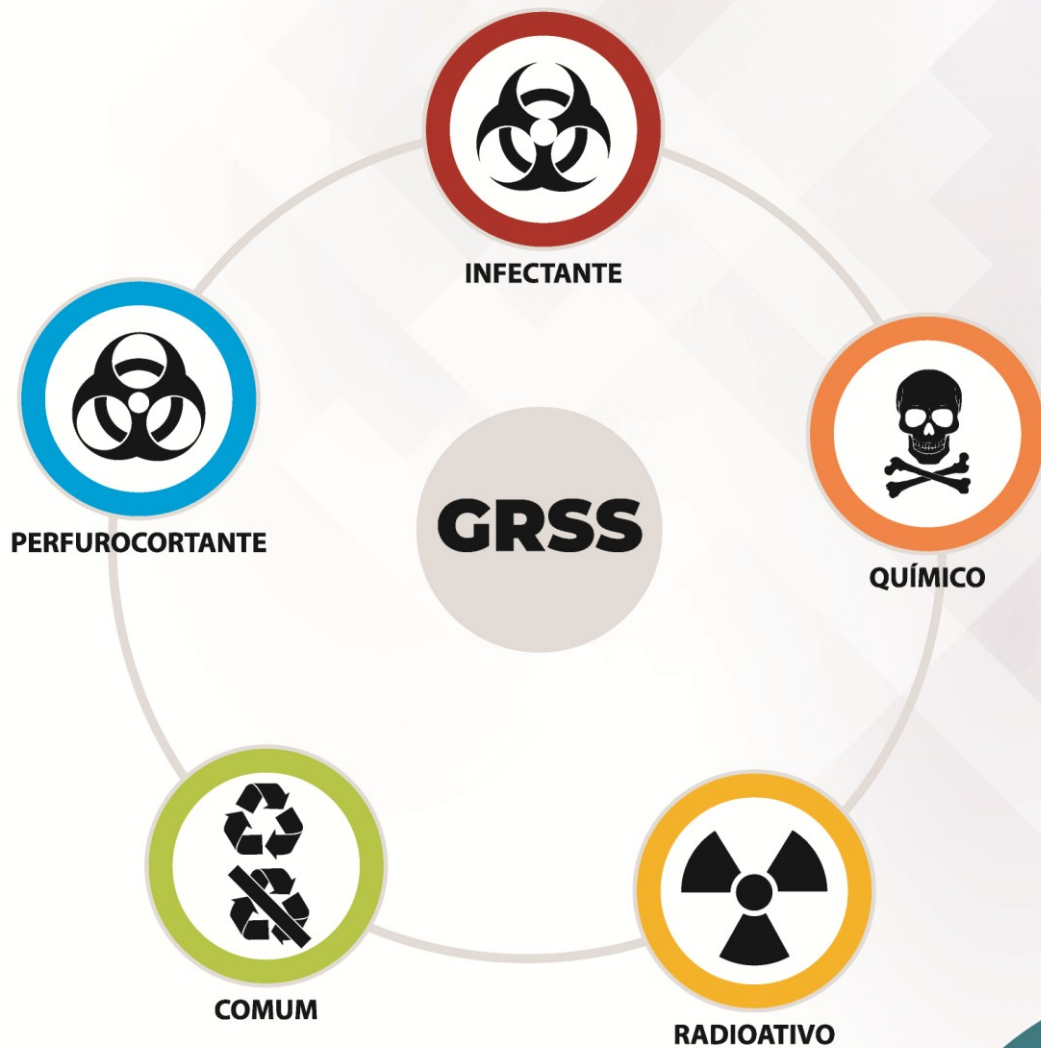 INFECTANTE
PERFUROCORTANTE
GRSS
QUÍMICO
COMUM
RADIOATIVO